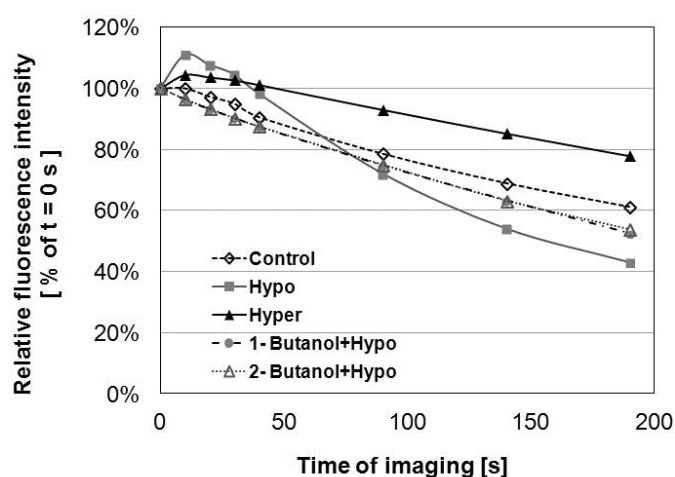 Relative fluorescence intensity
[ % of t = 0 s ]
120%
100%
80%
60%
40%
20%
0%
Control
Hypo
Hyper
1- Butanol+Hypo
2- Butanol+Hypo
0 50 100 150 200
Time of imaging [s]